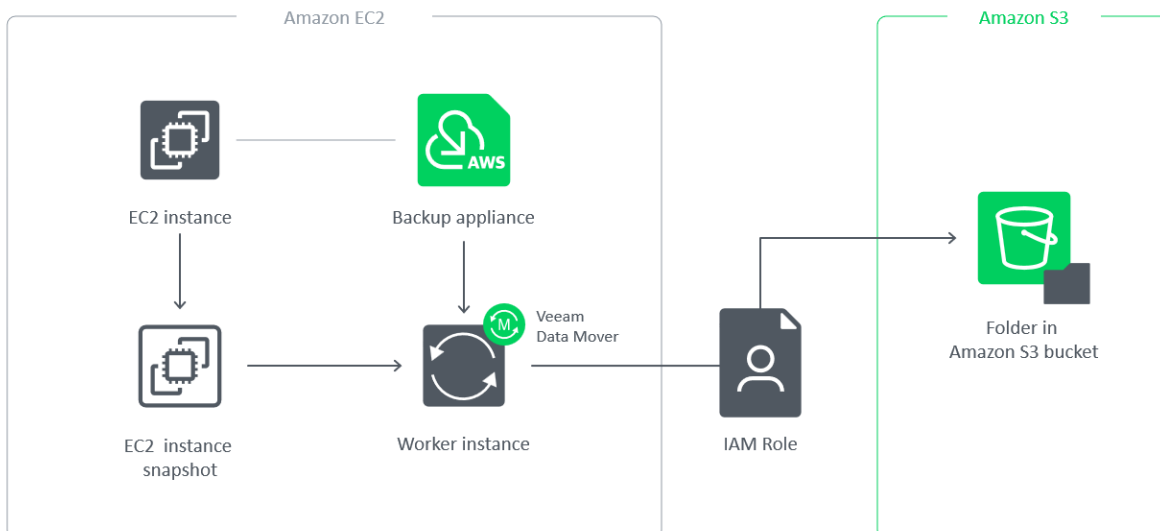 Amazon EC2
Amazon S3
AWS
EC2 instance
Backup appliance
M
Veeam
Data Mover
Folder in
Amazon S3 bucket
EC2 instance
snapshot
Worker instance
IAM Role